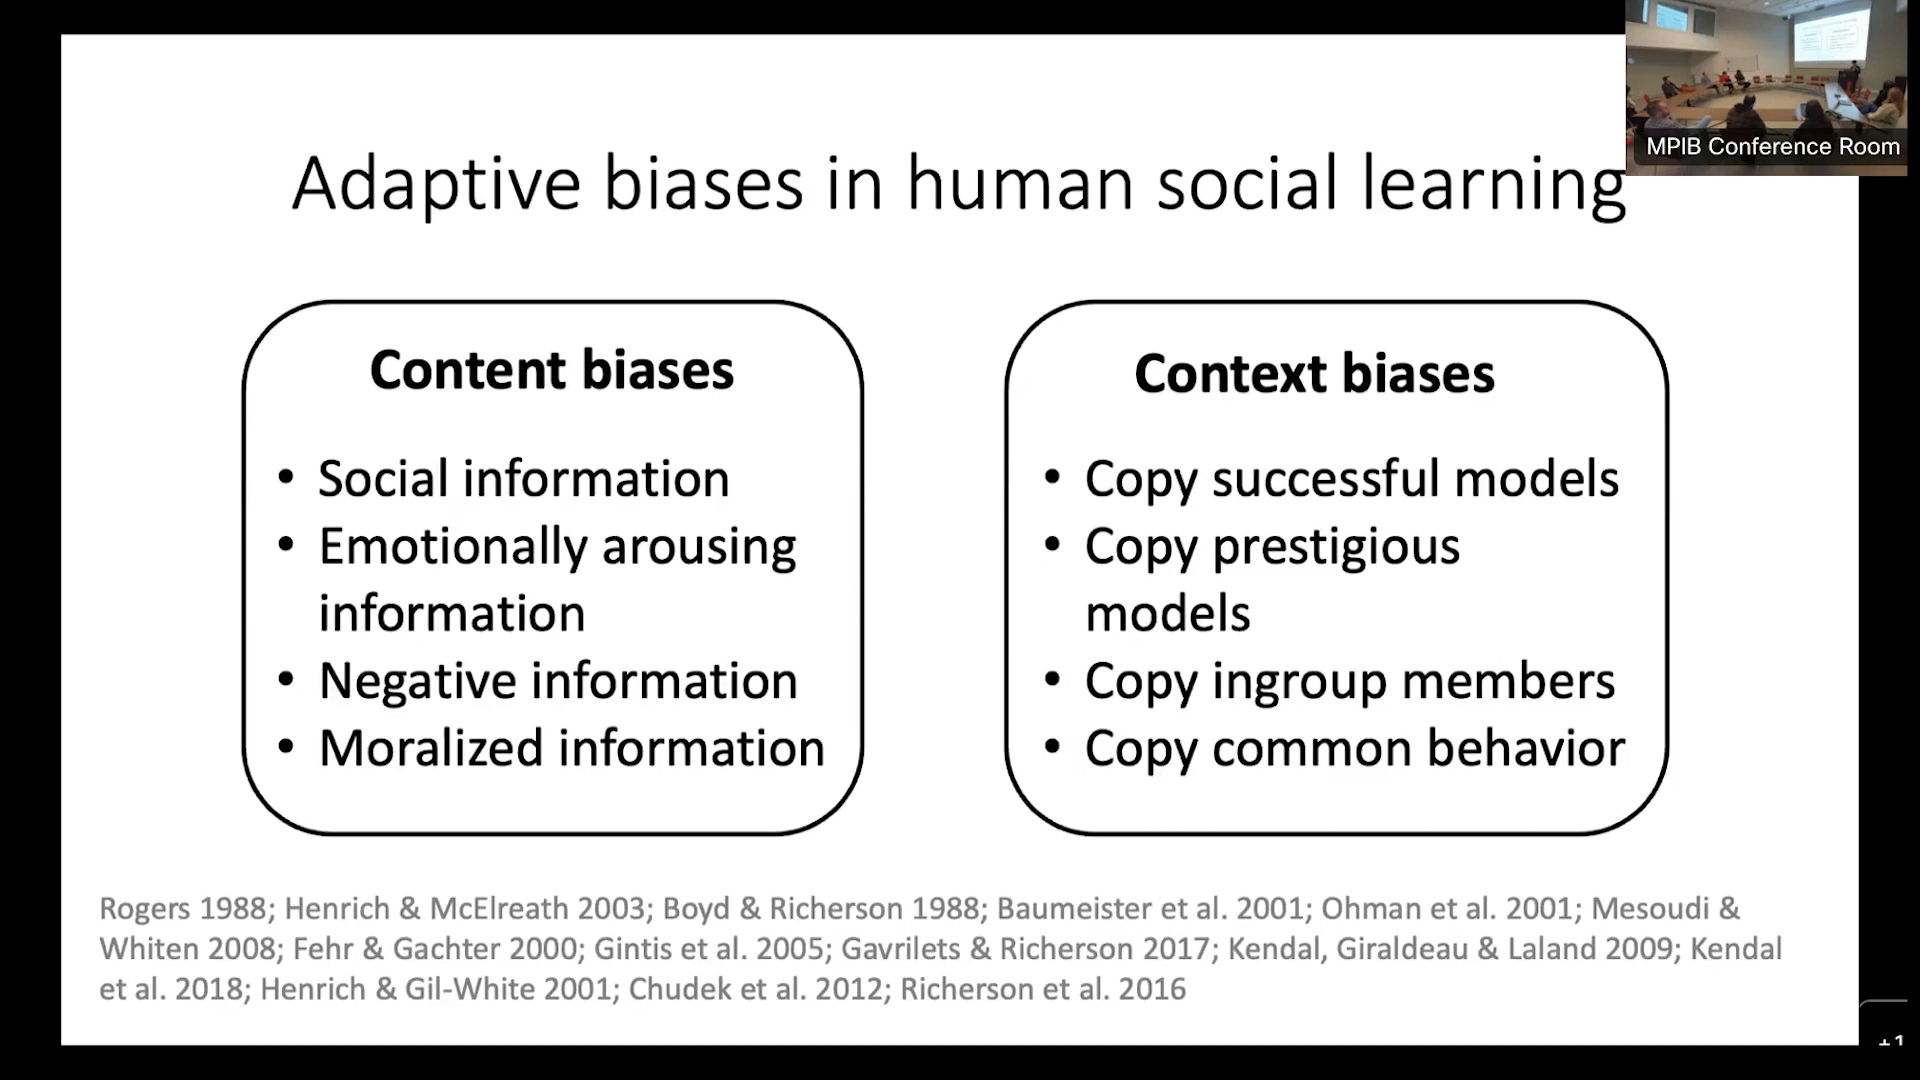 MPIB Conference Room
Adaptive biases in human social learning
Content biases
• Social information
• Emotionally arousing
information
• Negative information
• Moralized information
Context biases
• Copy successful models
• Copy prestigious
models
• Copy ingroup members
• Copy common behavior
Rogers 1988; Henrich & McElreath 2003; Boyd & Richerson 1988; Baumeister et al. 2001; Ohman et al. 2001; Mesoudi &
Whiten 2008; Fehr & Gachter 2000; Gintis et al. 2005; Gavrilets & Richerson 2017; Kendal, Giraldeau & Laland 2009; Kendal
et al. 2018; Henrich & Gil-White 2001; Chudek et al. 2012; Richerson et al. 2016